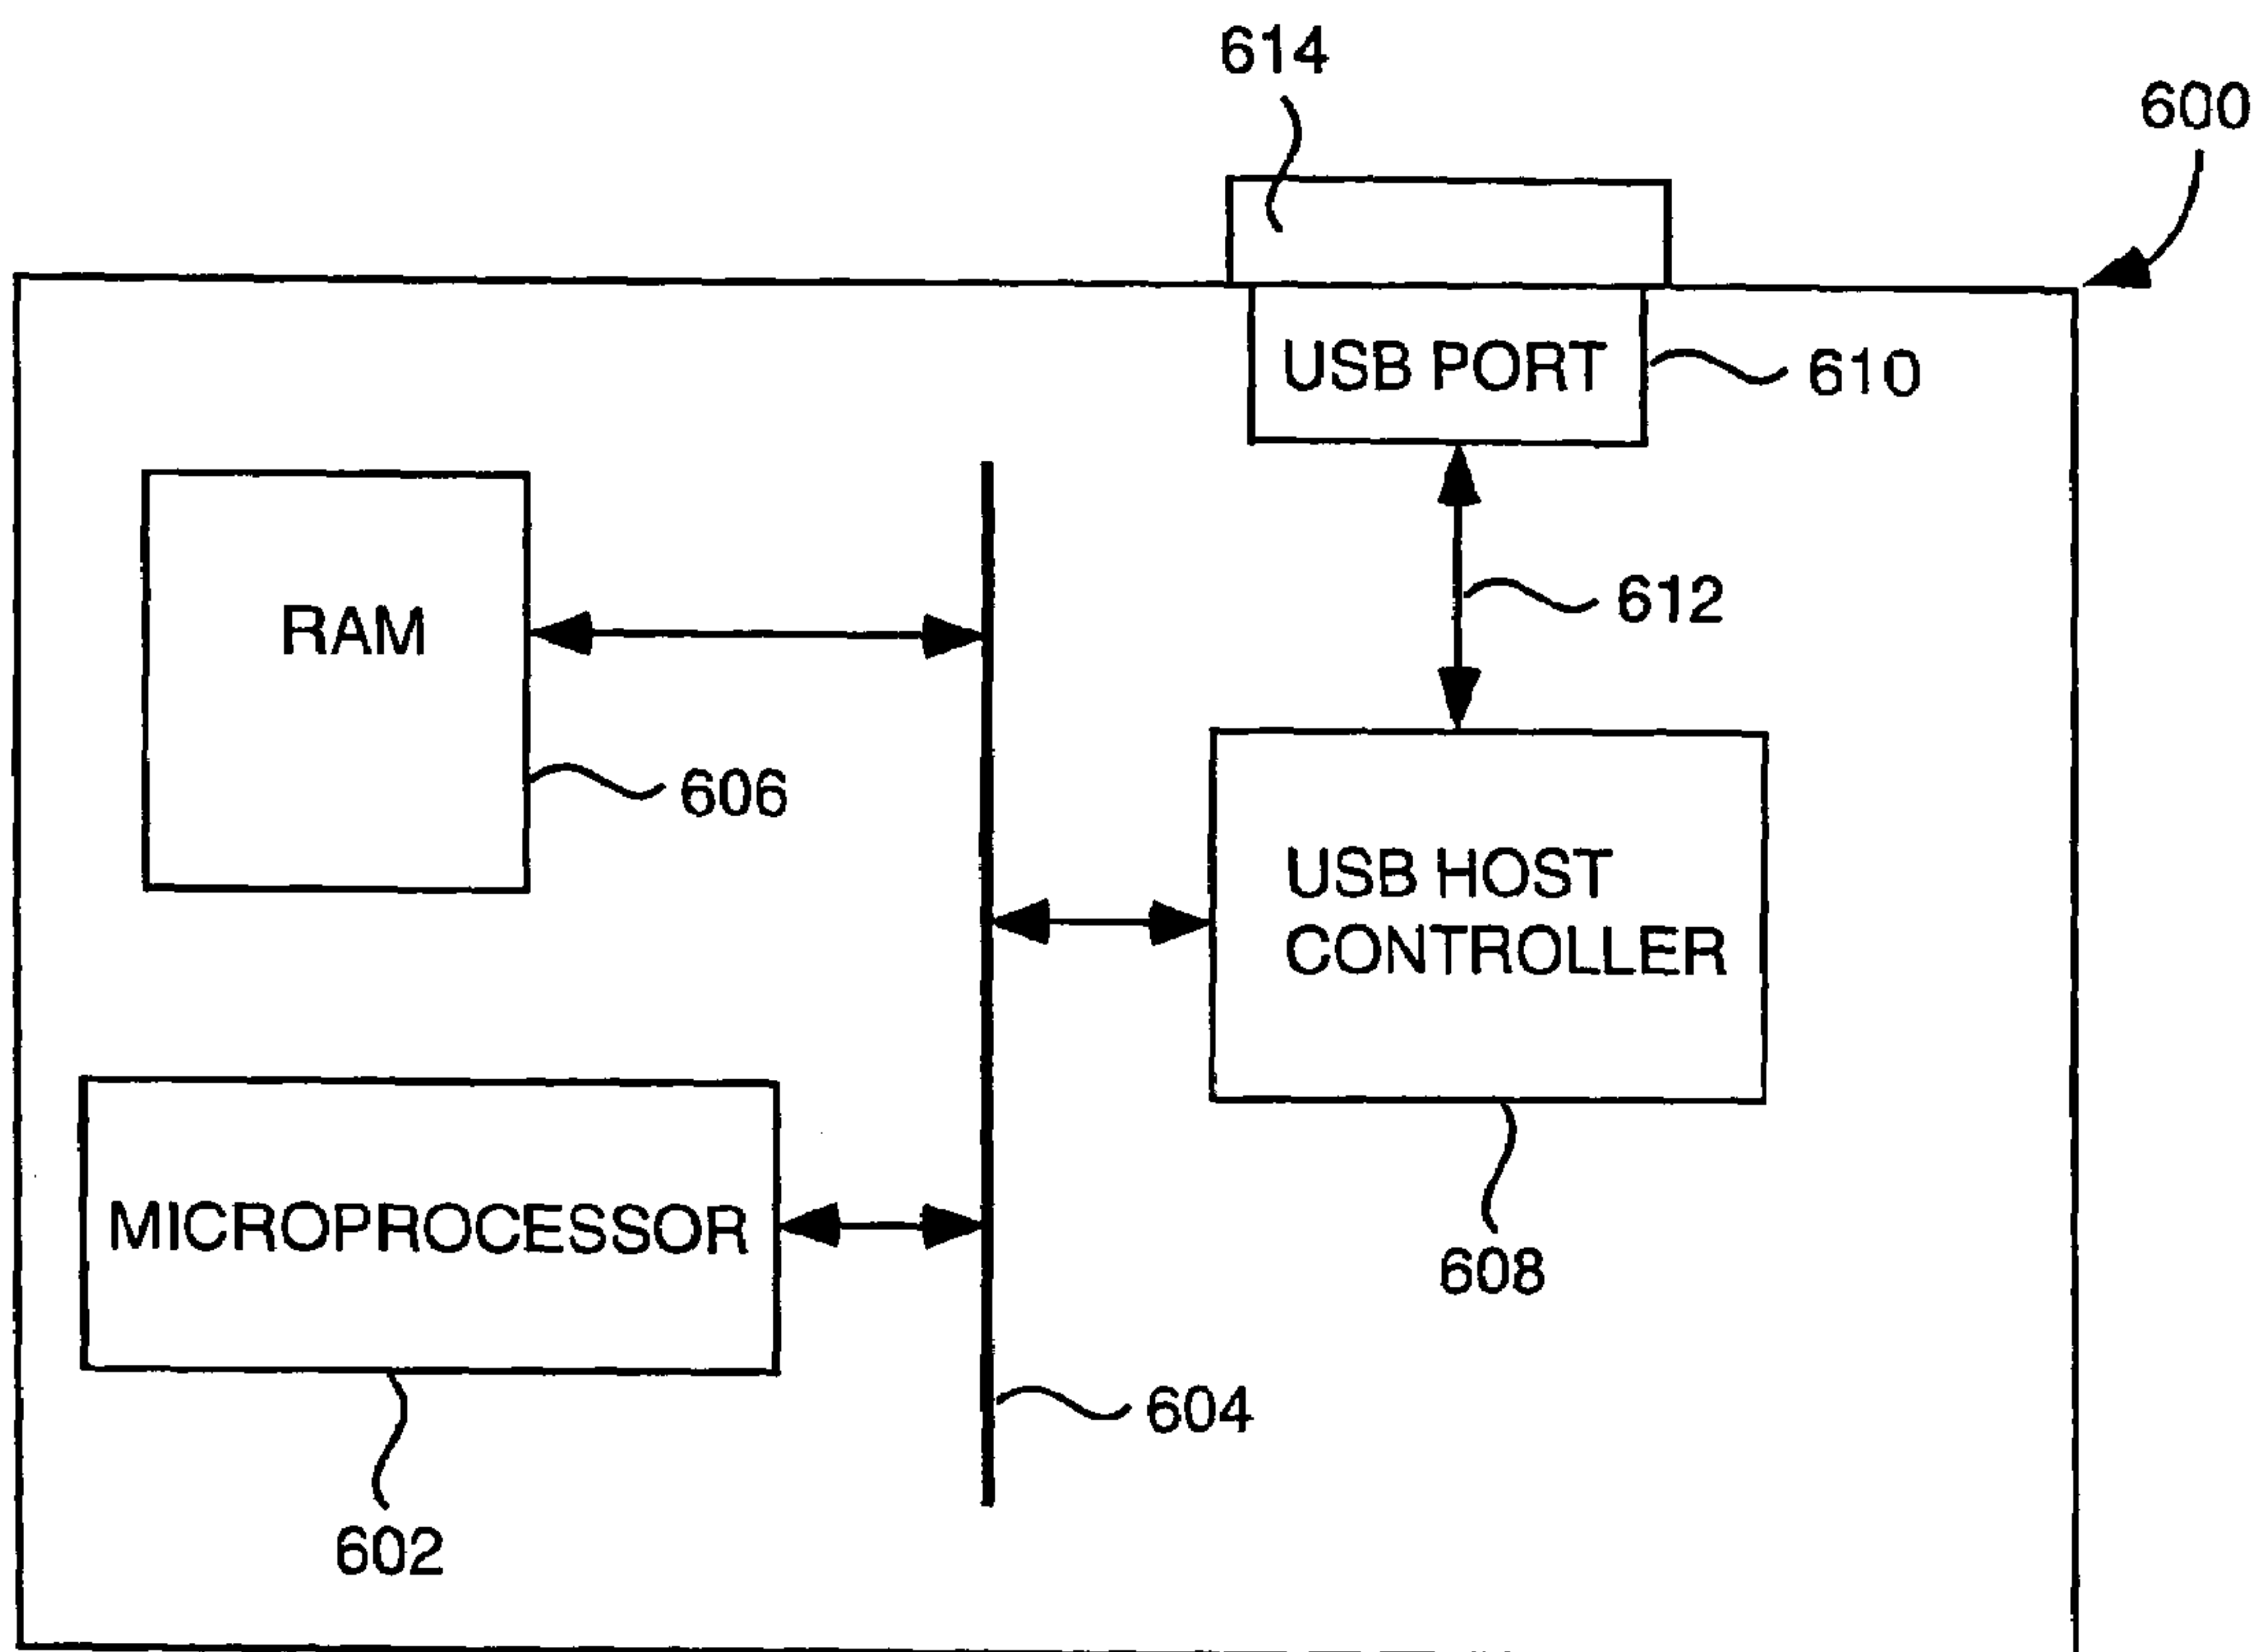 614
600
USB PORT
610
612
RAM
606
USB HOST
CONTROLLER
608
MICROPROCESSOR
602
604